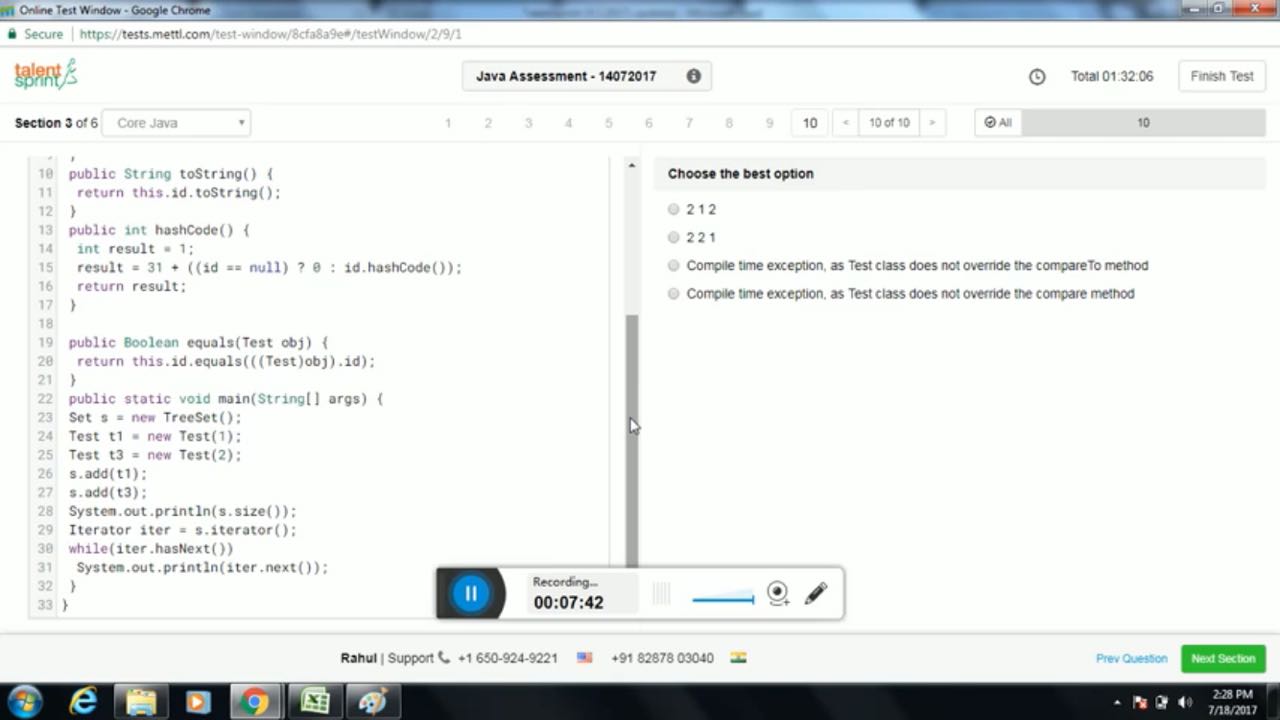 Online Test Window - Google Chrome
Secure | https://tests.mettl.com/test-window/8cfa8a9e#/testWindow/2/9/1
talent
sprint
Java Assessment - 14072017
Total 01:32:06
Finish Test
Section 3 of 6
Core Java
1 2 3 4 5 6 7 8 9 10 < 10 of 10 >
All
10
10 public String toString() {
11 return this.id.toString();
12 }
13 public int hashCode() {
14 int result = 1;
15 result = 31 + ((id == null) ? 0 : id.hashCode());
16 return result;
17 }
18
19 public Boolean equals(Test obj) {
20 return this.id.equals(((Test)obj).id);
21 }
22 public static void main(String[] args) {
23 Set s = new TreeSet();
24 Test t1 = new Test(1);
25 Test t3 = new Test(2);
26 s.add(t1);
27 s.add(t3);
28 System.out.println(s.size());
29 Iterator iter = s.iterator();
30 while(iter.hasNext())
31 System.out.println(iter.next());
32 }
33 }
Choose the best option
2 1 2
2 2 1
Compile time exception, as Test class does not override the compareTo method
Compile time exception, as Test class does not override the compare method
Recording...
00:07:42
Rahul | Support +1 650-924-9221 +91 82878 03040
Prev Question
Next Section
2:28 PM
7/18/2017